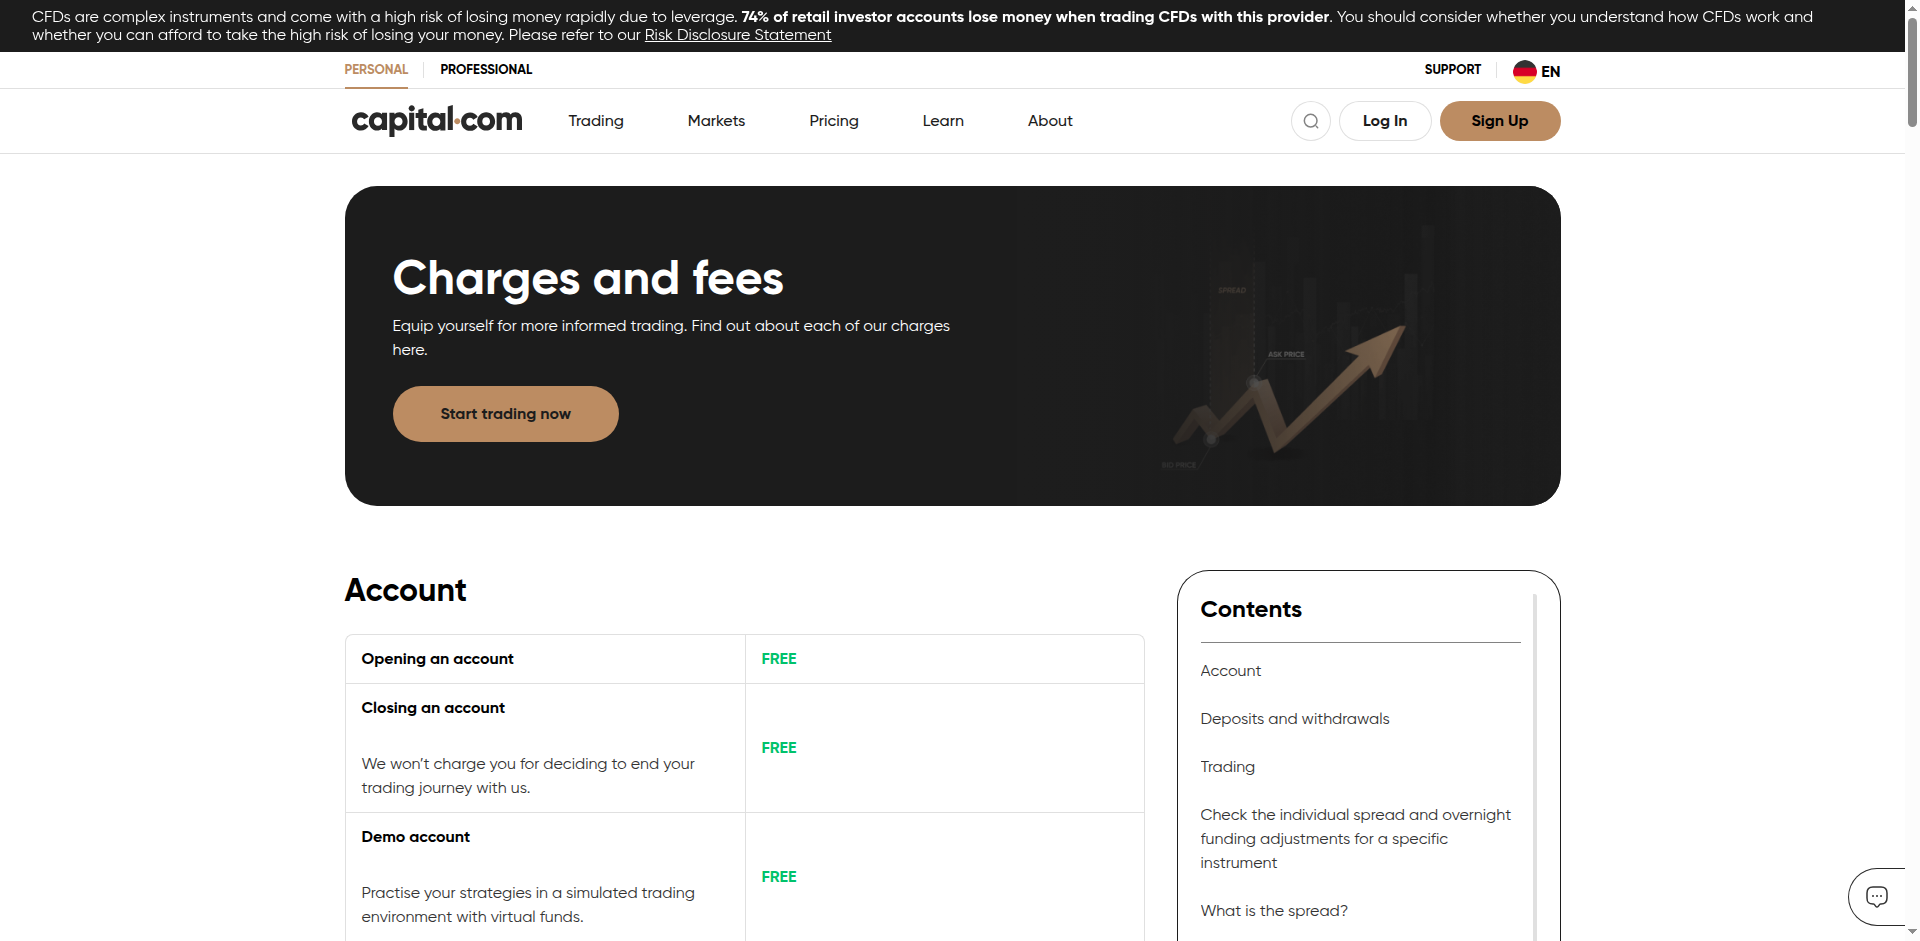 CFDs are complex instruments and come with a high risk of losing money rapidly due to leverage. 74% of retail investor accounts lose money when trading CFDs with this provider. You should consider whether you understand how CFDs work and
whether you can afford to take the high risk of losing your money. Please refer to our Risk Disclosure Statement
PERSONAL PROFESSIONAL SUPPORT EN
capital.com Trading Markets Pricing Learn About Log In Sign Up
Charges and fees
Equip yourself for more informed trading. Find out about each of our charges
here.
Start trading now
SPREAD
ASK PRICE
BID PRICE
Account
Opening an account FREE
Closing an account
FREE
We won’t charge you for deciding to end your
trading journey with us.
Demo account
FREE
Practise your strategies in a simulated trading
environment with virtual funds.
Contents
Account
Deposits and withdrawals
Trading
Check the individual spread and overnight
funding adjustments for a specific
instrument
What is the spread?